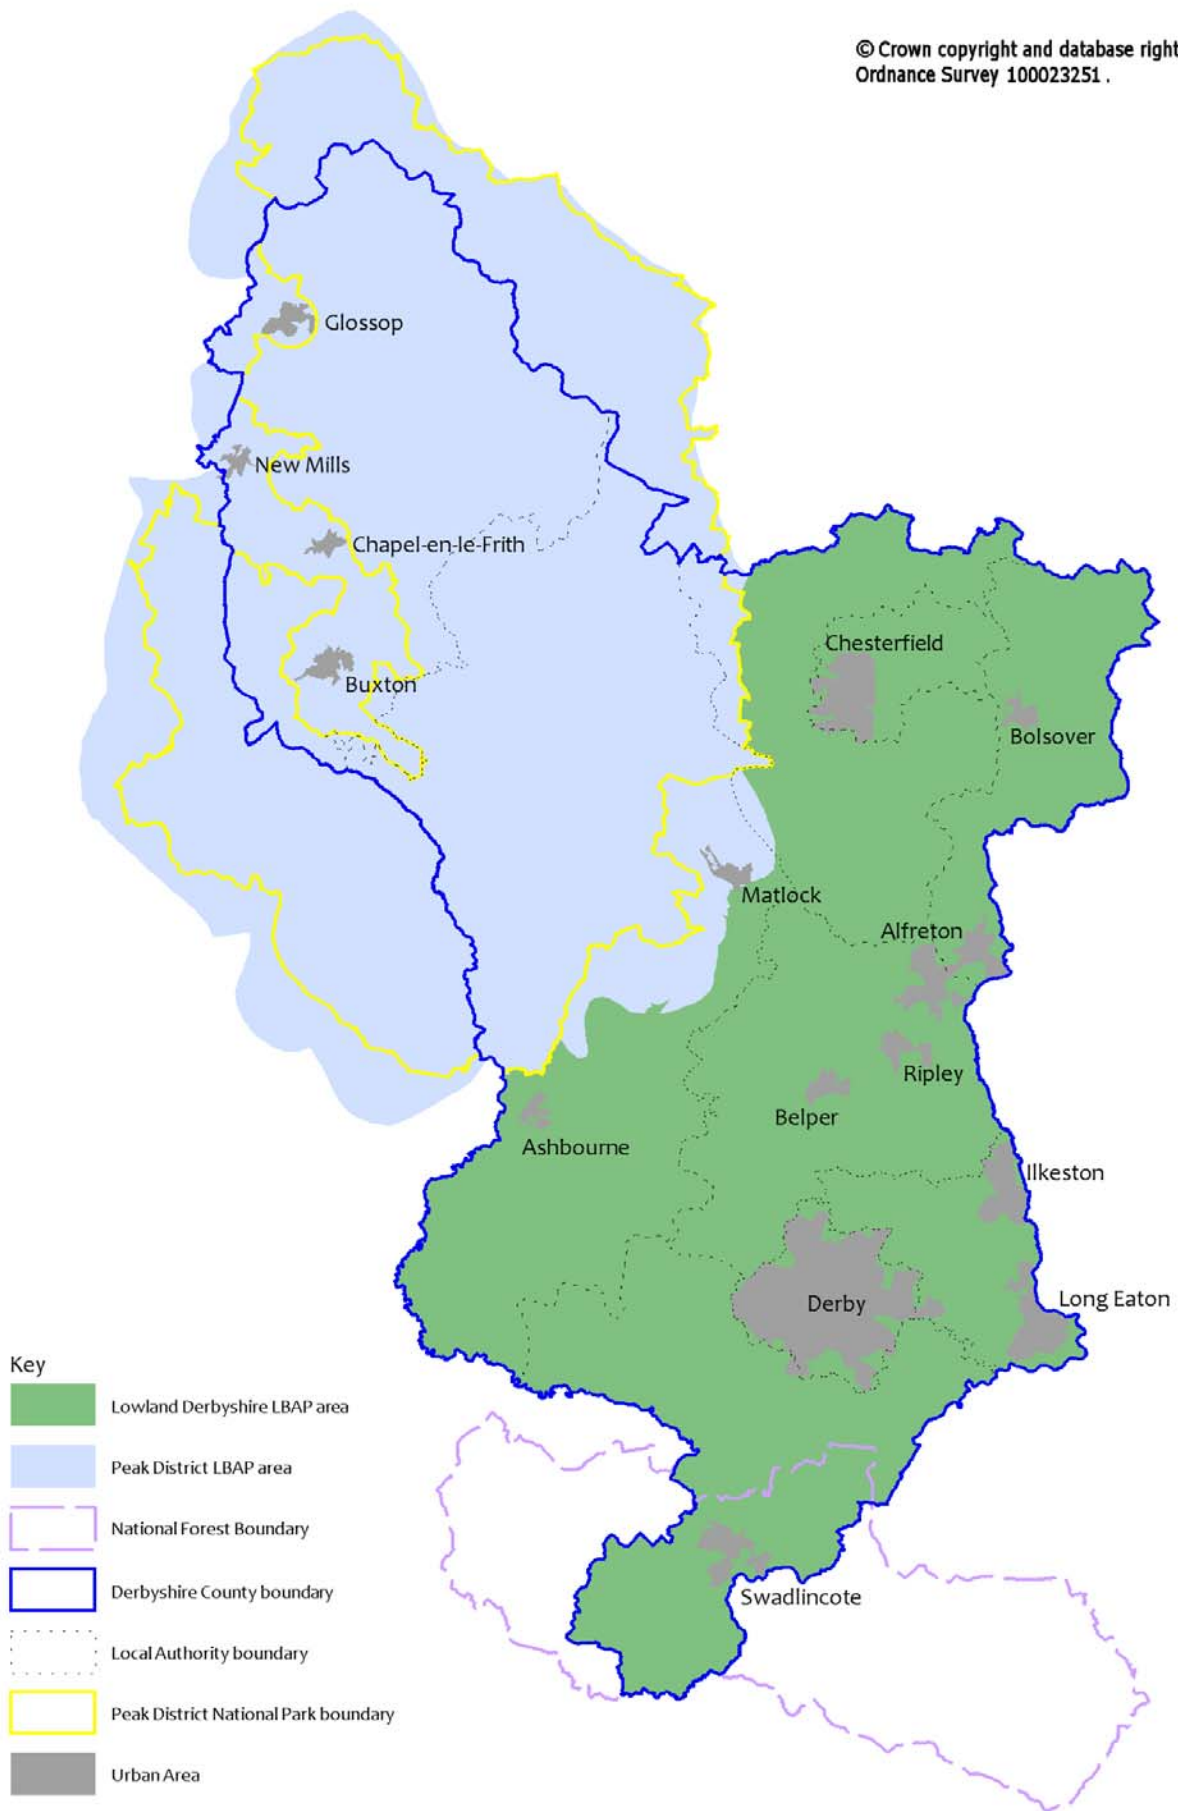 © Crown copyright and database right
Ordnance Survey 100023251 .
Glossop
New Mills
Chapel-en-le-Frith
Buxton
Chesterfield
Bolsover
Matlock
Alfreton
Ripley
Belper
Ashbourne
Ilkeston
Derby
Long Eaton
Swadlincote
Key
Lowland Derbyshire LBAP area
Peak District LBAP area
National Forest Boundary
Derbyshire County boundary
Local Authority boundary
Peak District National Park boundary
Urban Area